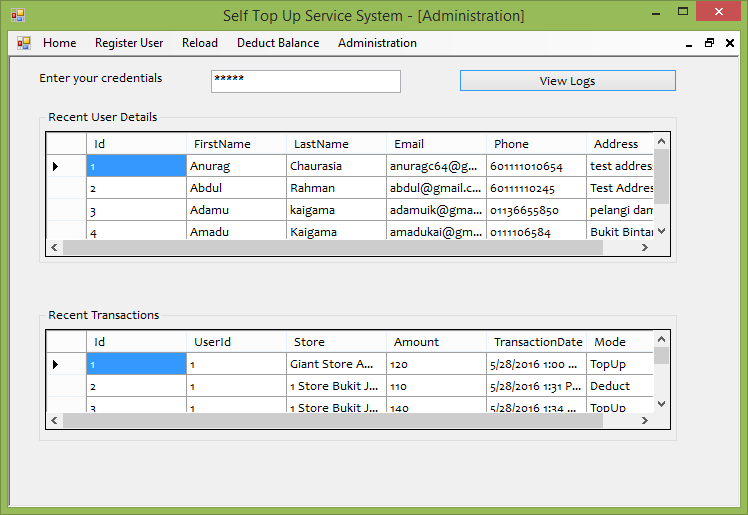 Self Top Up Service System - [Administration]
Home Register User Reload Deduct Balance Administration
Enter your credentials ***** View Logs
Recent User Details
Id FirstName LastName Email Phone Address
1 Anurag Chaurasia anuragc64@g... 601111010654 test address
2 Abdul Rahman abdul@gmail.c... 60111110245 Test Addres
3 Adamu kaigama adamuik@gma... 01136655850 pelangi dam
4 Amadu Kaigama amadukai@gm... 0111106584 Bukit Bintan
Recent Transactions
Id UserId Store Amount TransactionDate Mode
1 1 Giant Store A... 120 5/28/2016 1:00 ... TopUp
2 1 1 Store Bukit J... 110 5/28/2016 1:31 P... Deduct
3 1 1 Store Bukit J... 140 5/28/2016 1:34 ... TopUp